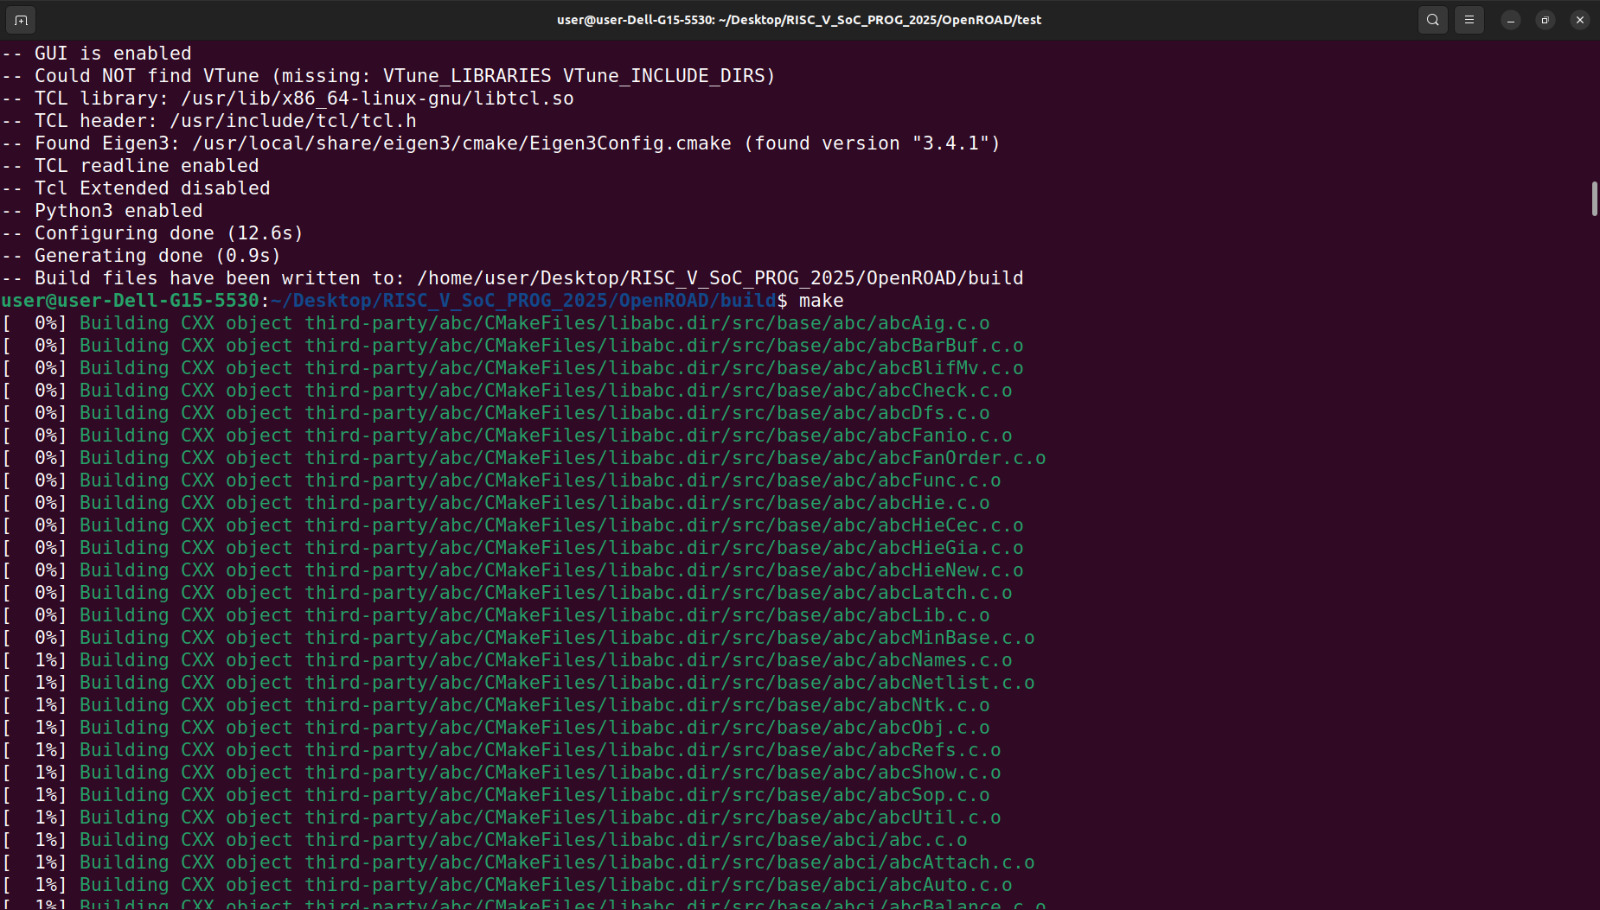 user@user-Dell-G15-5530: ~/Desktop/RISC_V_SoC_PROG_2025/OpenROAD/test
-- GUI is enabled
-- Could NOT find VTune (missing: VTune_LIBRARIES VTune_INCLUDE_DIRS)
-- TCL library: /usr/lib/x86_64-linux-gnu/libtcl.so
-- TCL header: /usr/include/tcl/tcl.h
-- Found Eigen3: /usr/local/share/eigen3/cmake/Eigen3Config.cmake (found version "3.4.1")
-- TCL readline enabled
-- Tcl Extended disabled
-- Python3 enabled
-- Configuring done (12.6s)
-- Generating done (0.9s)
-- Build files have been written to: /home/user/Desktop/RISC_V_SoC_PROG_2025/OpenROAD/build
user@user-Dell-G15-5530:~/Desktop/RISC_V_SoC_PROG_2025/OpenROAD/build$ make
[  0%] Building CXX object third-party/abc/CMakeFiles/libabc.dir/src/base/abc/abcAig.c.o
[  0%] Building CXX object third-party/abc/CMakeFiles/libabc.dir/src/base/abc/abcBarBuf.c.o
[  0%] Building CXX object third-party/abc/CMakeFiles/libabc.dir/src/base/abc/abcBlifMv.c.o
[  0%] Building CXX object third-party/abc/CMakeFiles/libabc.dir/src/base/abc/abcCheck.c.o
[  0%] Building CXX object third-party/abc/CMakeFiles/libabc.dir/src/base/abc/abcDfs.c.o
[  0%] Building CXX object third-party/abc/CMakeFiles/libabc.dir/src/base/abc/abcFanio.c.o
[  0%] Building CXX object third-party/abc/CMakeFiles/libabc.dir/src/base/abc/abcFanOrder.c.o
[  0%] Building CXX object third-party/abc/CMakeFiles/libabc.dir/src/base/abc/abcFunc.c.o
[  0%] Building CXX object third-party/abc/CMakeFiles/libabc.dir/src/base/abc/abcHie.c.o
[  0%] Building CXX object third-party/abc/CMakeFiles/libabc.dir/src/base/abc/abcHieCec.c.o
[  0%] Building CXX object third-party/abc/CMakeFiles/libabc.dir/src/base/abc/abcHieGia.c.o
[  0%] Building CXX object third-party/abc/CMakeFiles/libabc.dir/src/base/abc/abcHieNew.c.o
[  0%] Building CXX object third-party/abc/CMakeFiles/libabc.dir/src/base/abc/abcLatch.c.o
[  0%] Building CXX object third-party/abc/CMakeFiles/libabc.dir/src/base/abc/abcLib.c.o
[  0%] Building CXX object third-party/abc/CMakeFiles/libabc.dir/src/base/abc/abcMinBase.c.o
[  1%] Building CXX object third-party/abc/CMakeFiles/libabc.dir/src/base/abc/abcNames.c.o
[  1%] Building CXX object third-party/abc/CMakeFiles/libabc.dir/src/base/abc/abcNetlist.c.o
[  1%] Building CXX object third-party/abc/CMakeFiles/libabc.dir/src/base/abc/abcNtk.c.o
[  1%] Building CXX object third-party/abc/CMakeFiles/libabc.dir/src/base/abc/abcObj.c.o
[  1%] Building CXX object third-party/abc/CMakeFiles/libabc.dir/src/base/abc/abcRefs.c.o
[  1%] Building CXX object third-party/abc/CMakeFiles/libabc.dir/src/base/abc/abcShow.c.o
[  1%] Building CXX object third-party/abc/CMakeFiles/libabc.dir/src/base/abc/abcSop.c.o
[  1%] Building CXX object third-party/abc/CMakeFiles/libabc.dir/src/base/abc/abcUtil.c.o
[  1%] Building CXX object third-party/abc/CMakeFiles/libabc.dir/src/base/abci/abc.c.o
[  1%] Building CXX object third-party/abc/CMakeFiles/libabc.dir/src/base/abci/abcAttach.c.o
[  1%] Building CXX object third-party/abc/CMakeFiles/libabc.dir/src/base/abci/abcAuto.c.o
[  1%] Building CXX object third-party/abc/CMakeFiles/libabc.dir/src/base/abci/abcBalance.c.o